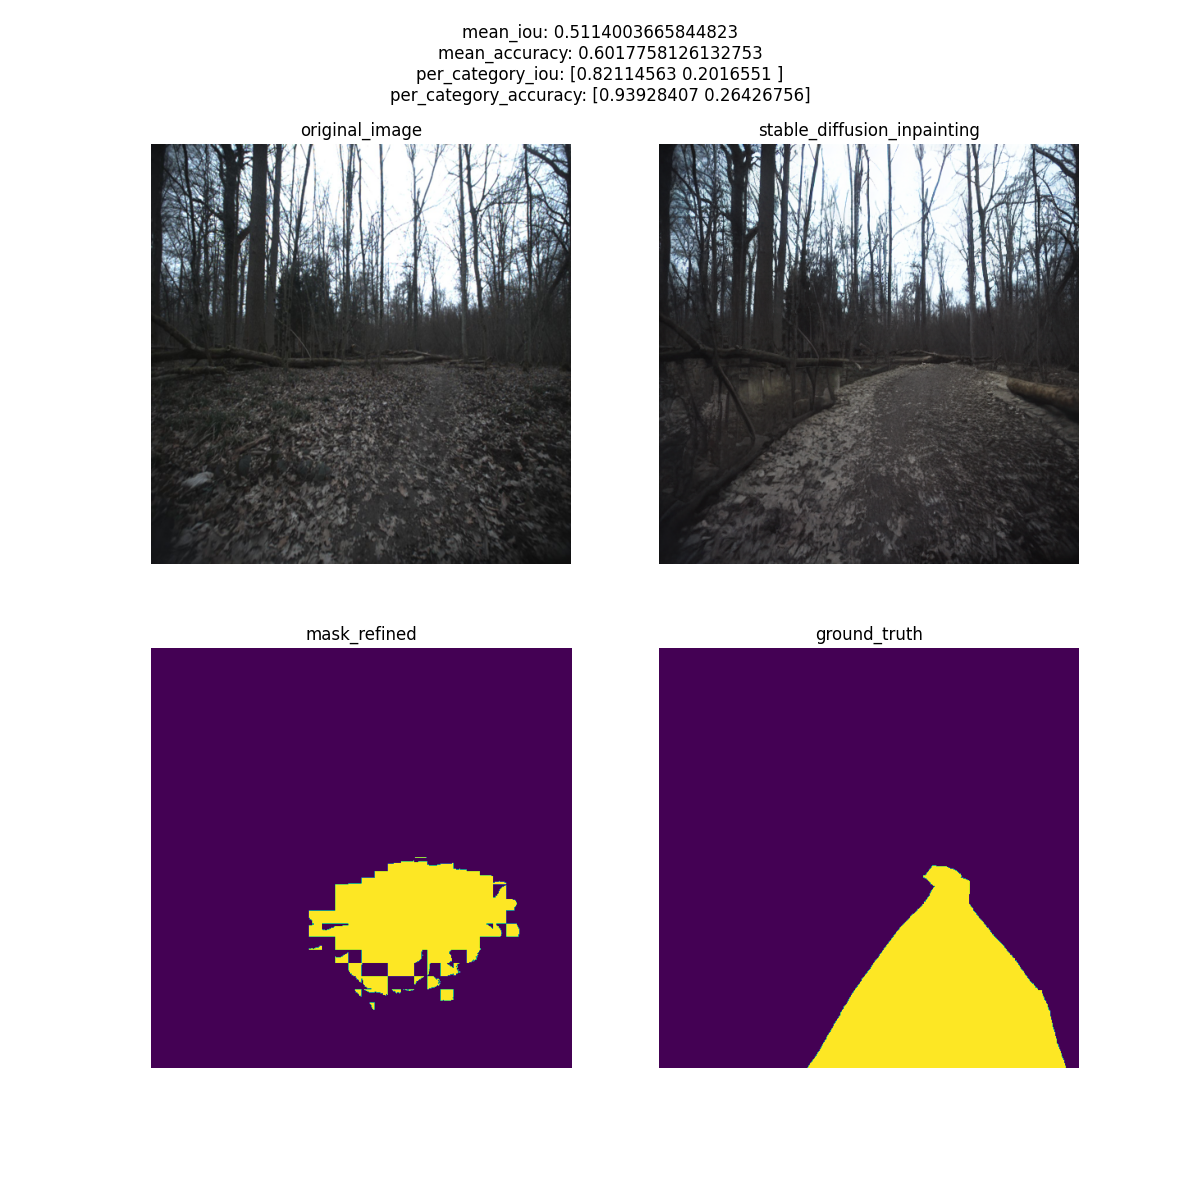 mean_iou: 0.5114003665844823
mean_accuracy: 0.6017758126132753
per_category_iou: [0.82114563 0.2016551 ]
per_category_accuracy: [0.93928407 0.26426756]
original_image
stable_diffusion_inpainting
mask_refined
ground_truth